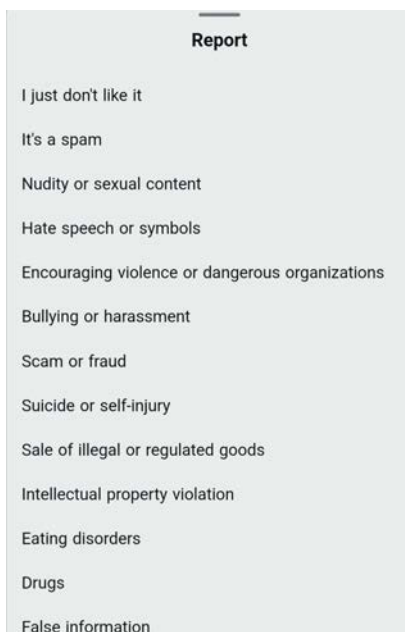 Report
I just don't like it
It's a spam
Nudity or sexual content
Hate speech or symbols
Encouraging violence or dangerous organizations
Bullying or harassment
Scam or fraud
Suicide or self-injury
Sale of illegal or regulated goods
Intellectual property violation
Eating disorders
Drugs
False information